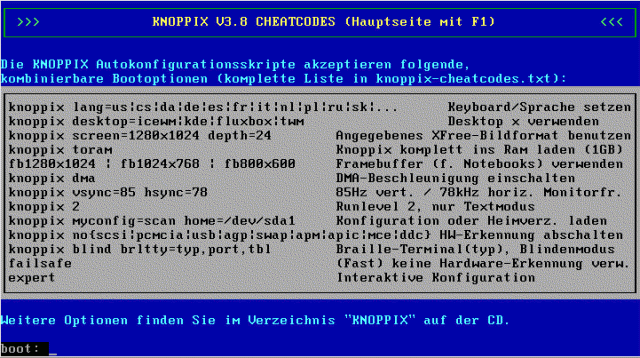 >>> KNOPPIX V3.8 CHEATCODES (Hauptseite mit F1) <<<
Die KNOPPIX Autokonfigurationsskripte akzeptieren folgende,
kombinierbare Bootoptionen (komplette Liste in knoppix-cheatcodes.txt):
knoppix lang=us¦cs¦da¦de¦es¦fr¦it¦nl¦pl¦ru¦sk¦... Keyboard/Sprache setzen
knoppix desktop=icewm¦kde¦fluxbox¦twm Desktop x verwenden
knoppix screen=1280x1024 depth=24 Angegebenes XFree-Bildformat benutzen
knoppix toram Knoppix komplett ins Ram laden (1GB)
fb1280x1024 ¦ fb1024x768 ¦ fb800x600 Framebuffer (f. Notebooks) verwenden
knoppix dma DMA-Beschleunigung einschalten
knoppix vsync=85 hsync=78 85Hz vert. / 78kHz horiz. Monitorfr.
knoppix 2 Runlevel 2, nur Textmodus
knoppix myconfig=scan home=/dev/sda1 Konfiguration oder Heimverz. laden
knoppix no{scsi¦pcmcia¦usb¦agp¦swap¦apm¦apic¦mce¦ddc} HW-Erkennung abschalten
knoppix blind brltty=typ,port,tbl Braille-Terminal(typ), Blindenmodus
failsafe (Fast) keine Hardware-Erkennung verw.
expert Interaktive Konfiguration
Weitere Optionen finden Sie im Verzeichnis "KNOPPIX" auf der CD.
boot: _